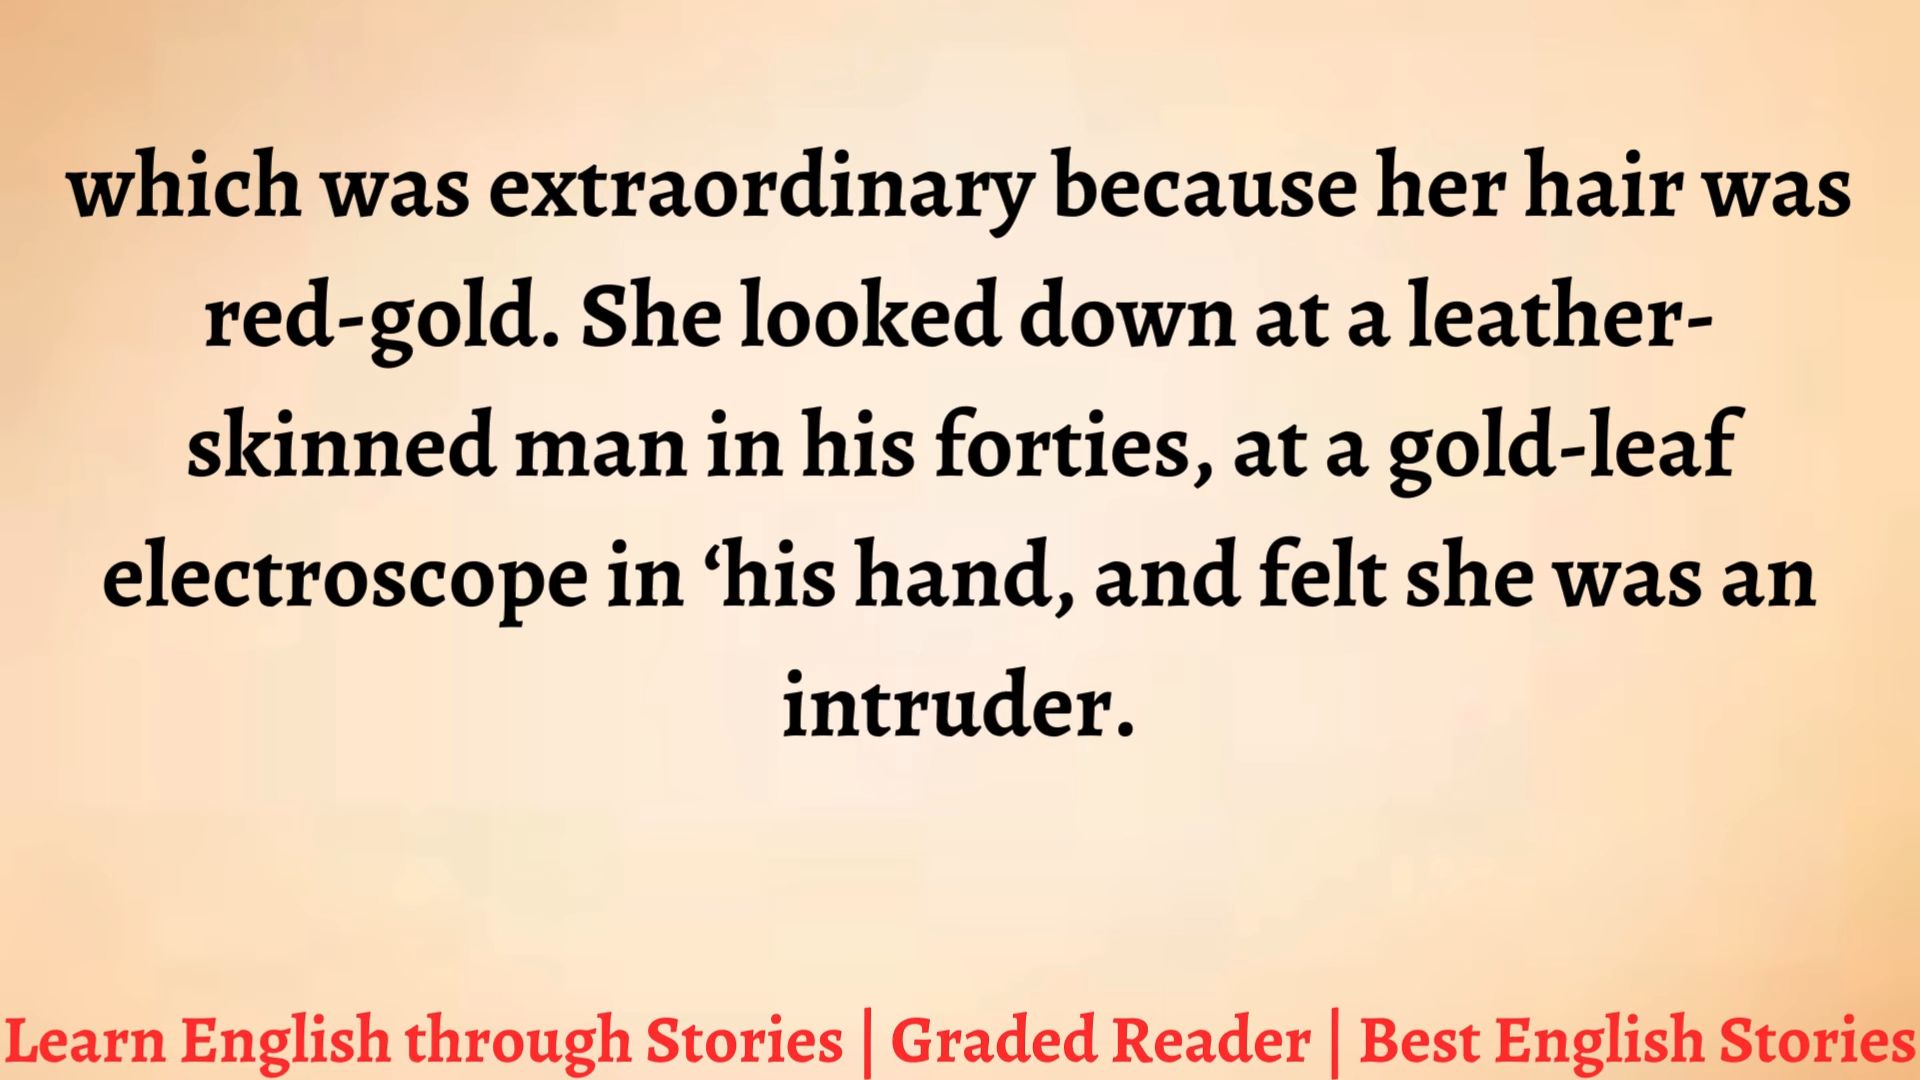 which was extraordinary because her hair was
red-gold. She looked down at a leather-
skinned man in his forties, at a gold-leaf
electroscope in ‘his hand, and felt she was an
intruder.
Learn English through Stories | Graded Reader | Best English Stories